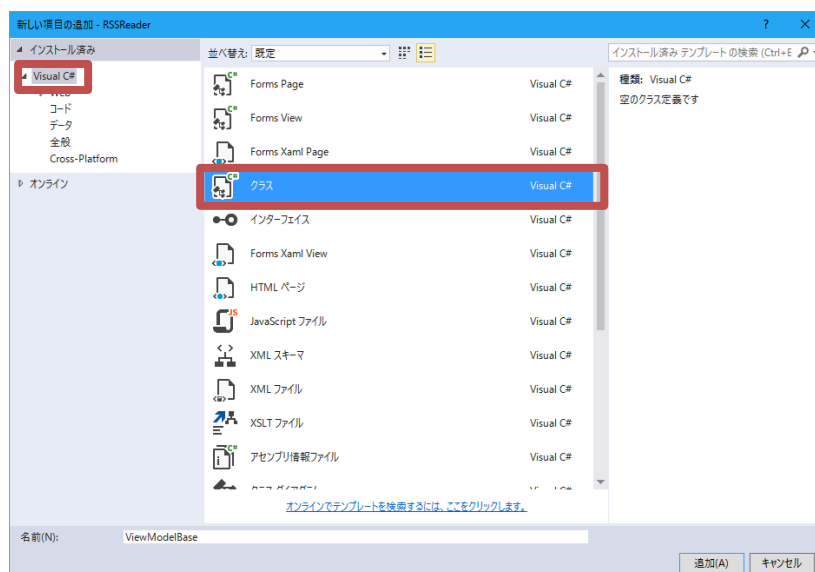 新しい項目の追加 - RSSReader
? ×
インストール済み
並べ替え: 既定
インストール済み テンプレート の検索 (Ctrl+E
Visual C#
コード
データ
全般
Cross-Platform
オンライン
Forms Page Visual C#
Forms View Visual C#
Forms Xaml Page Visual C#
クラス Visual C#
インターフェイス Visual C#
Forms Xaml View Visual C#
HTML ページ Visual C#
JavaScript ファイル Visual C#
XML スキーマ Visual C#
XML ファイル Visual C#
XSLT ファイル Visual C#
アセンブリ情報ファイル Visual C#
オンラインでテンプレートを検索するには、ここをクリックします。
種類: Visual C#
空のクラス定義です
名前(N): ViewModelBase
追加(A) キャンセル